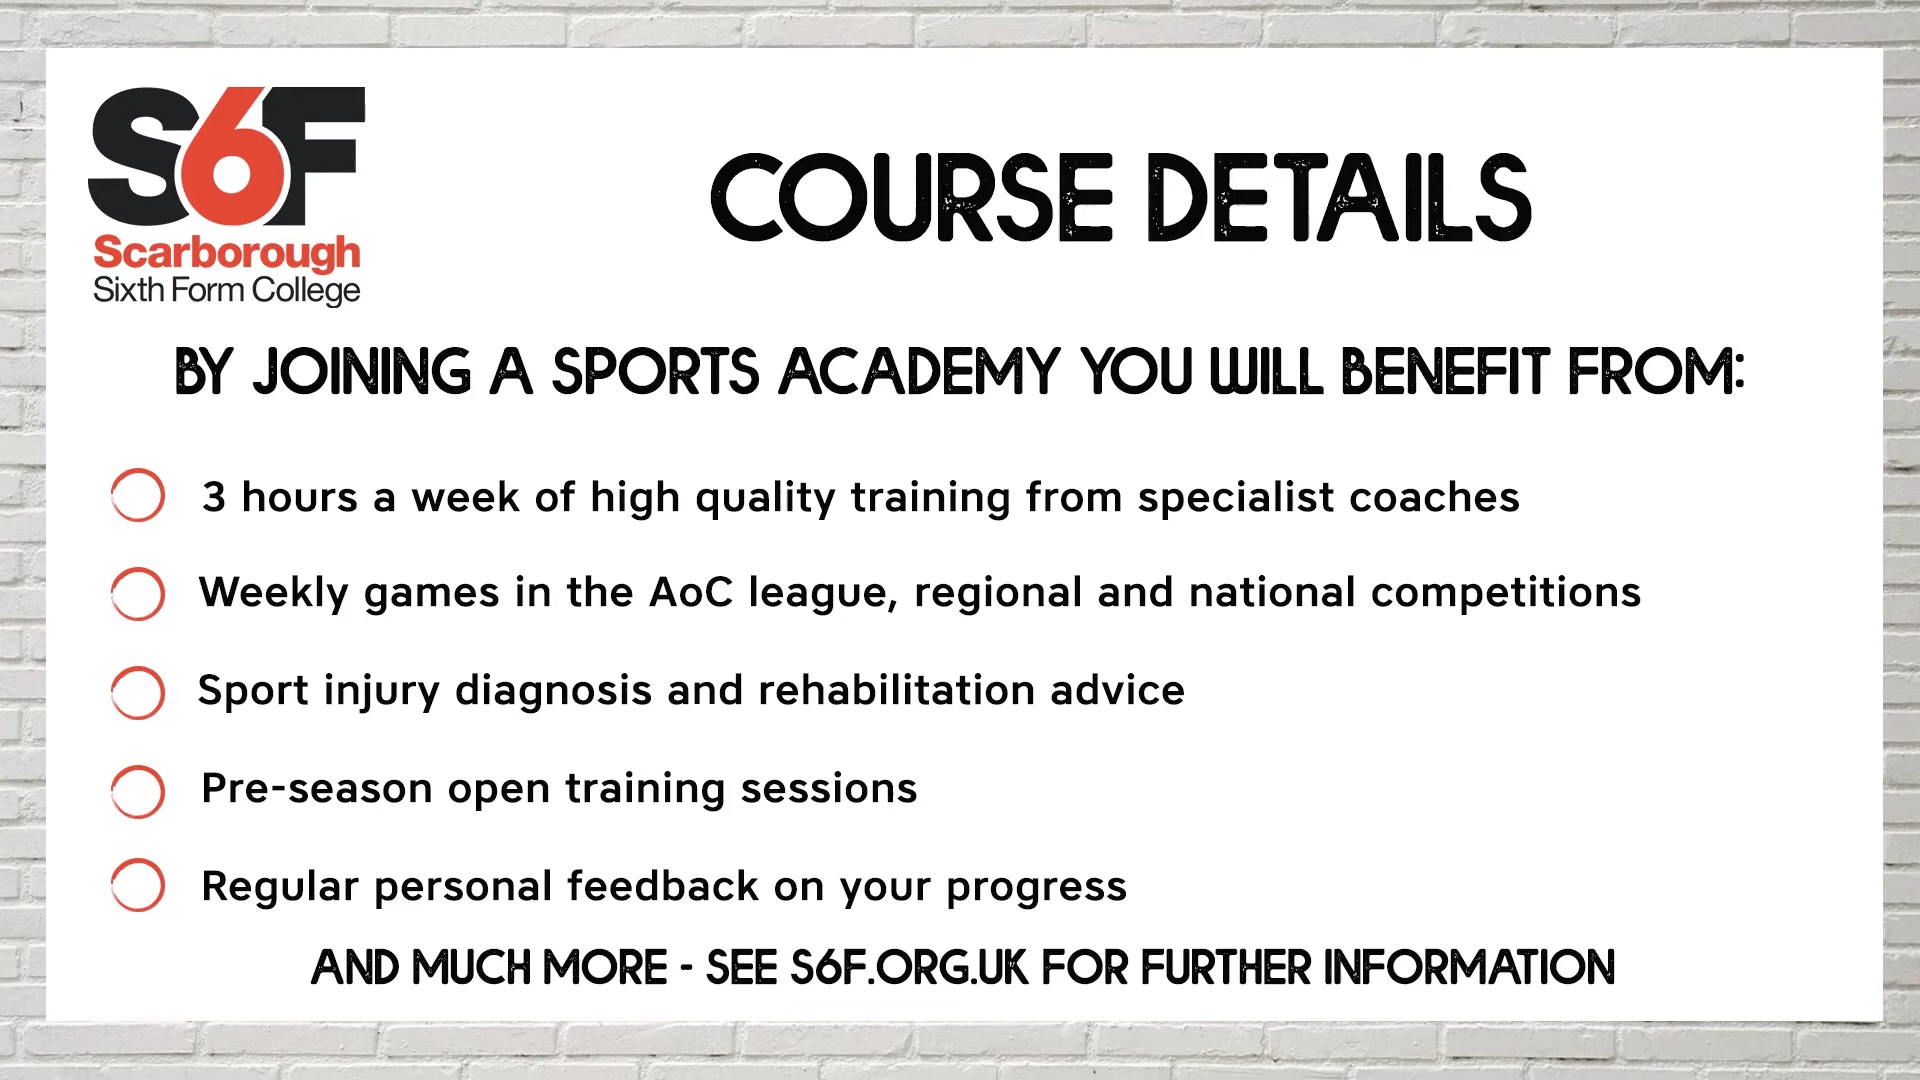 S6F
Scarborough
Sixth Form College
COURSE DETAILS
BY JOINING A SPORTS ACADEMY YOU WILL BENEFIT FROM:
3 hours a week of high quality training from specialist coaches
Weekly games in the AoC league, regional and national competitions
Sport injury diagnosis and rehabilitation advice
Pre-season open training sessions
Regular personal feedback on your progress
AND MUCH MORE - SEE S6F.ORG.UK FOR FURTHER INFORMATION